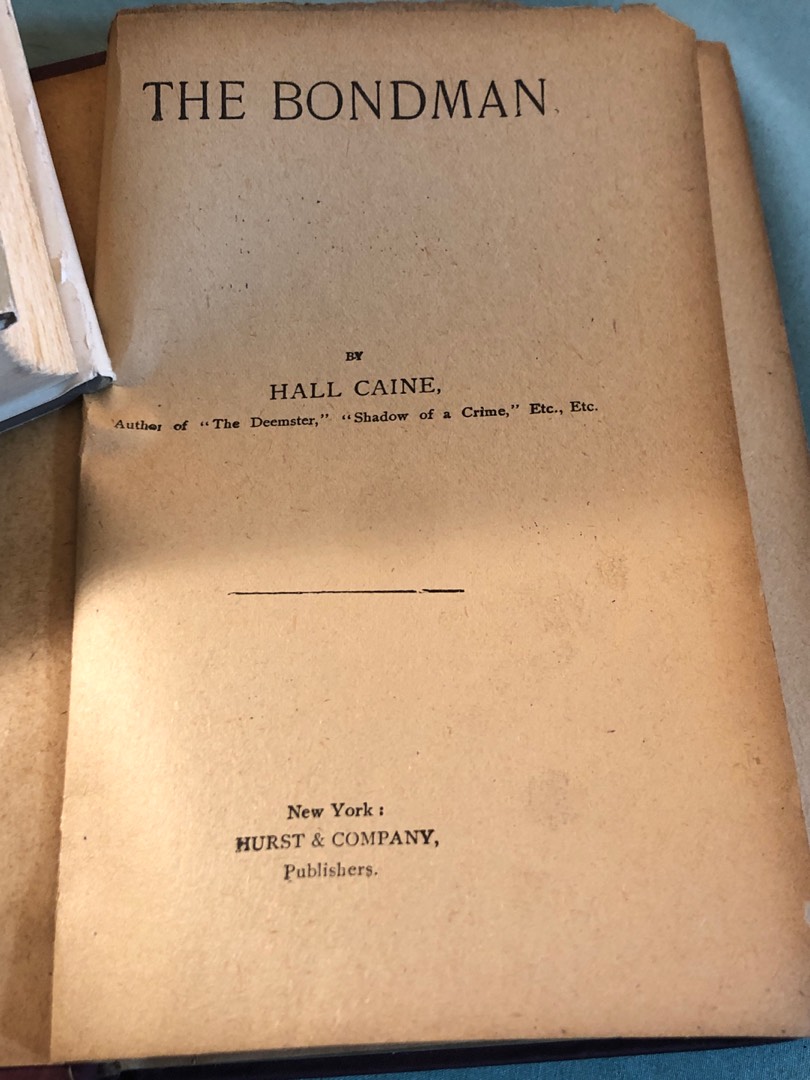 THE BONDMAN
BY
HALL CAINE,
Author of “The Deemster,” “Shadow of a Crime,” Etc., Etc.
New York:
HURST & COMPANY,
Publishers.